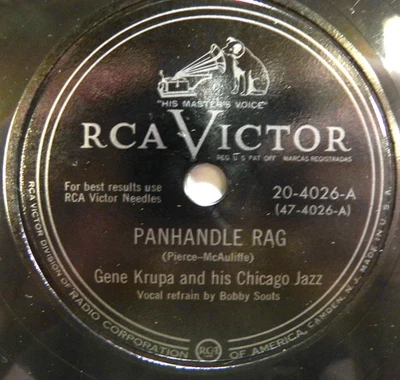 "HIS MASTER'S VOICE"
RCA VICTOR
REG. U S PAT OFF MARCAS REGISTRADAS
For best results use
RCA Victor Needles
20-4026-A
(47-4026-A)
PANHANDLE RAG
(Pierce-McAuliffe)
Gene Krupa and his Chicago Jazz
Vocal refrain by Bobby Soots
RCA VICTOR DIVISION OF RADIO CORPORATION RCA OF AMERICA, CAMDEN, N.J. MADE IN U.S.A.